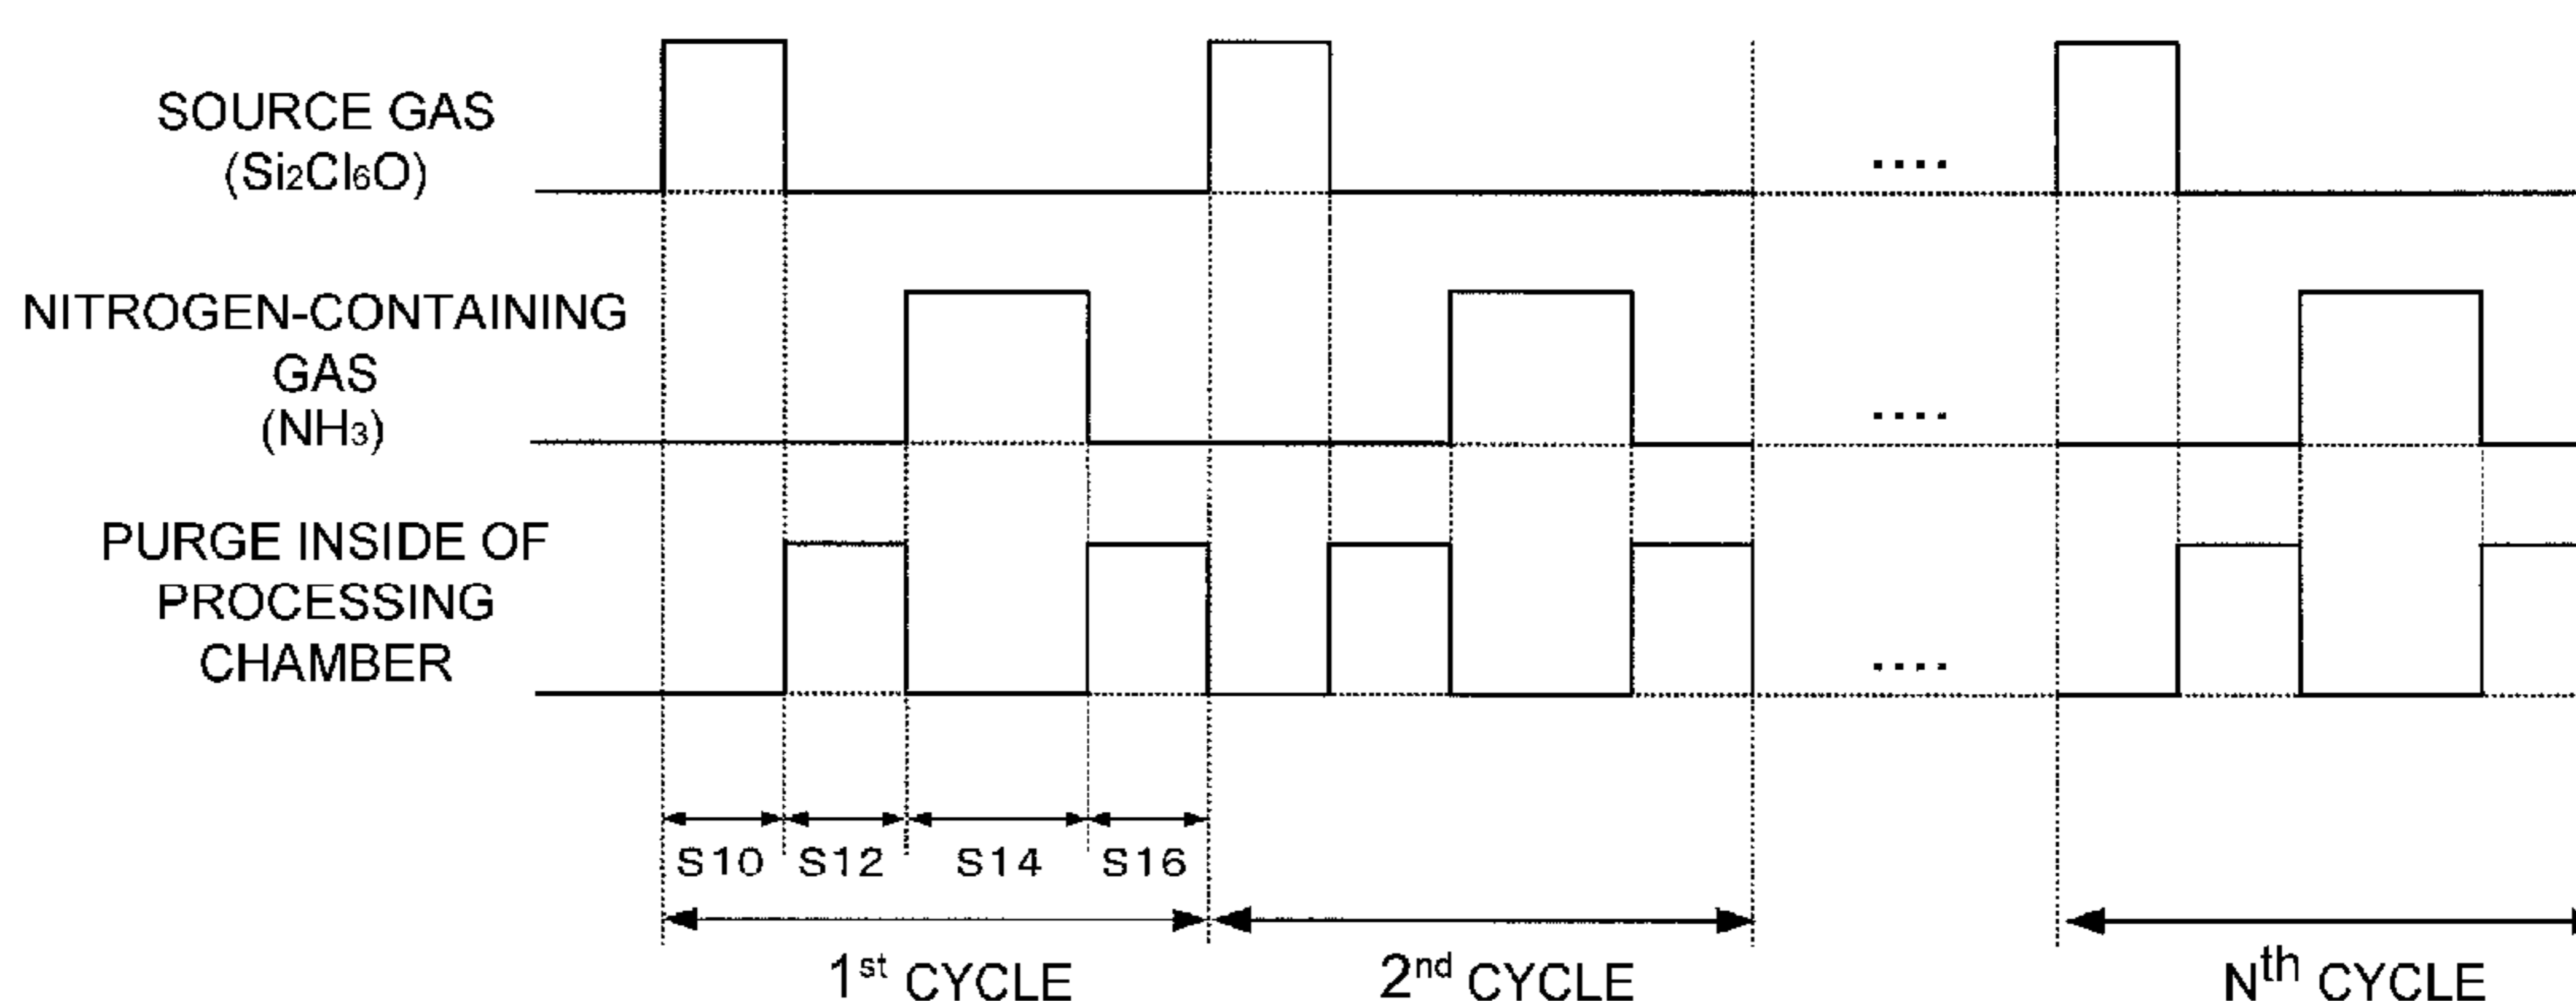 SOURCE GAS
(Si₂Cl₆O)
....
NITROGEN-CONTAINING
GAS
(NH₃)
....
PURGE INSIDE OF
PROCESSING
CHAMBER
....
S10 S12 S14 S16
1st CYCLE 2nd CYCLE Nth CYCLE